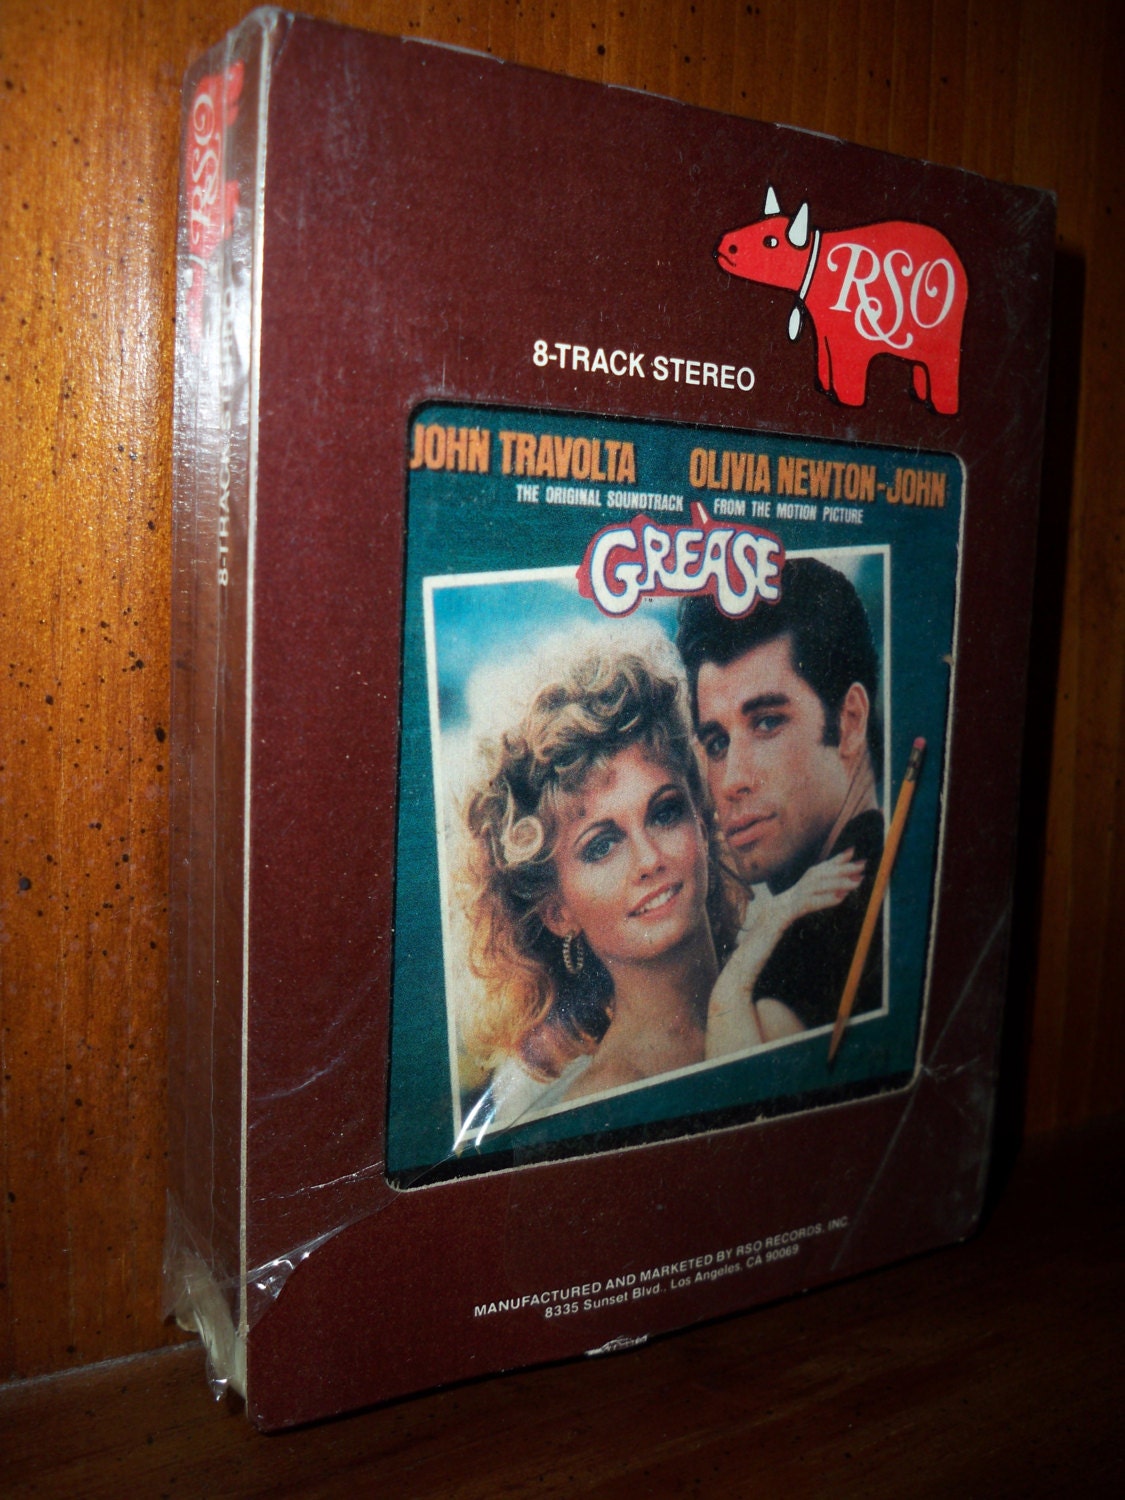 RSO
8-TRACK STEREO
JOHN TRAVOLTA OLIVIA NEWTON-JOHN
THE ORIGINAL SOUNDTRACK FROM THE MOTION PICTURE
GREASE
MANUFACTURED AND MARKETED BY RSO RECORDS, INC.
8335 Sunset Blvd., Los Angeles, CA 90069
RSO
8-TRACK